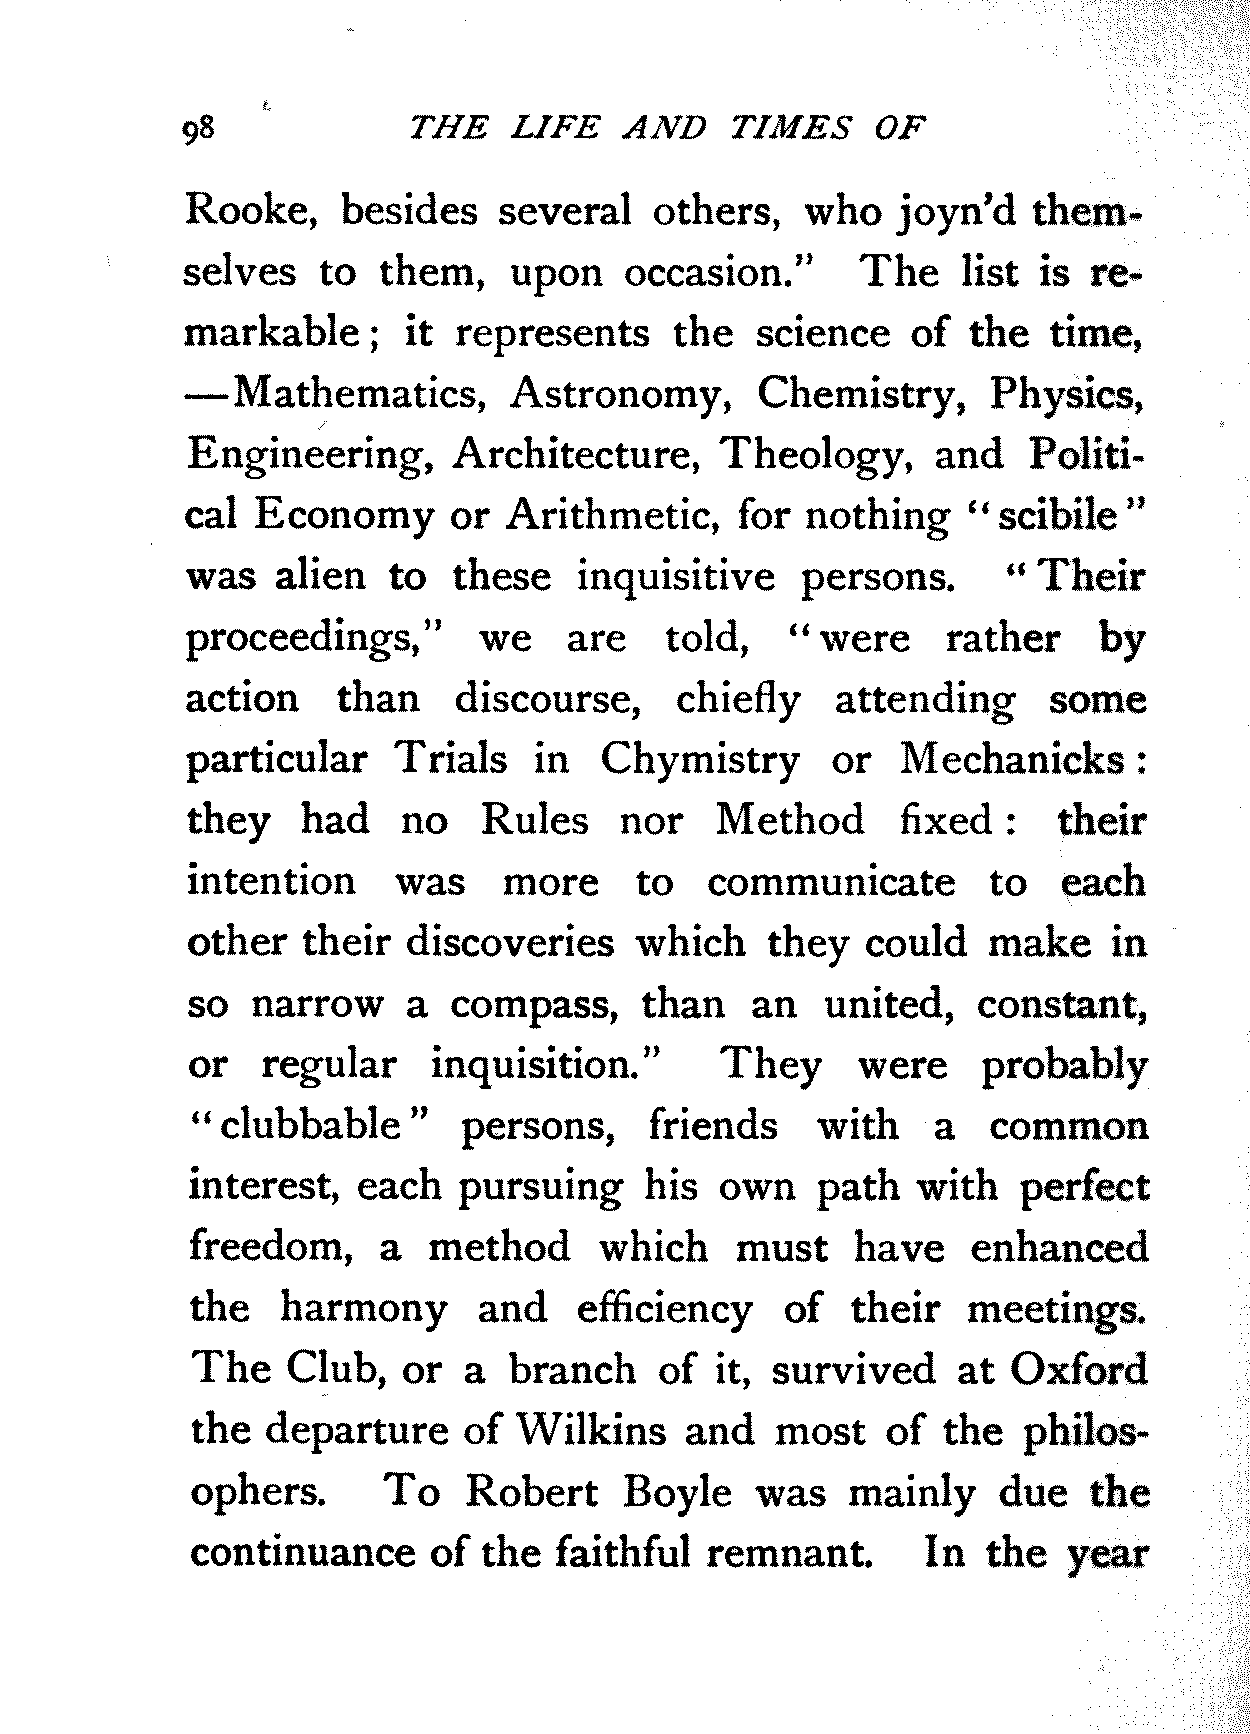 98 THE LIFE AND TIMES OF
Rooke, besides several others, who joyn'd them-
selves to them, upon occasion." The list is re-
markable; it represents the science of the time,
—Mathematics, Astronomy, Chemistry, Physics,
Engineering, Architecture, Theology, and Politi-
cal Economy or Arithmetic, for nothing "scibile"
was alien to these inquisitive persons. "Their
proceedings," we are told, "were rather by
action than discourse, chiefly attending some
particular Trials in Chymistry or Mechanicks:
they had no Rules nor Method fixed: their
intention was more to communicate to each
other their discoveries which they could make in
so narrow a compass, than an united, constant,
or regular inquisition." They were probably
"clubbable" persons, friends with a common
interest, each pursuing his own path with perfect
freedom, a method which must have enhanced
the harmony and efficiency of their meetings.
The Club, or a branch of it, survived at Oxford
the departure of Wilkins and most of the philos-
ophers. To Robert Boyle was mainly due the
continuance of the faithful remnant. In the year